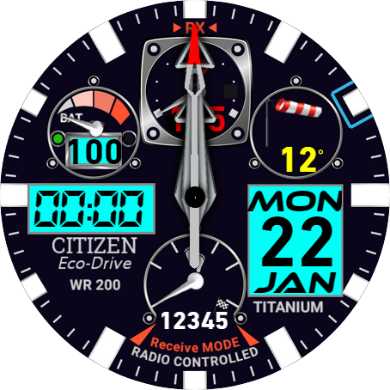 RX
BAT
100
12°
00:00
CITIZEN
Eco-Drive
WR 200
MON
22
JAN
TITANIUM
12345
Receive MODE
RADIO CONTROLLED